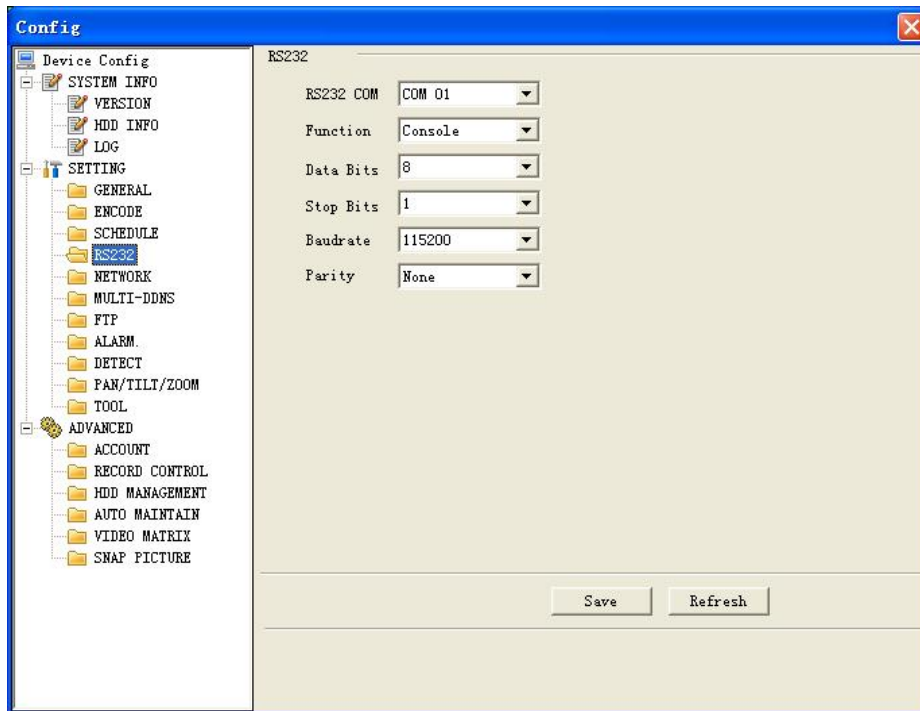 Config
Device Config
SYSTEM INFO
VERSION
HDD INFO
LOG
SETTING
GENERAL
ENCODE
SCHEDULE
RS232
NETWORK
MULTI-DDNS
FTP
ALARM.
DETECT
PAN/TILT/ZOOM
TOOL
ADVANCED
ACCOUNT
RECORD CONTROL
HDD MANAGEMENT
AUTO MAINTAIN
VIDEO MATRIX
SNAP PICTURE
RS232
RS232 COM COM 01
Function Console
Data Bits 8
Stop Bits 1
Baudrate 115200
Parity None
Save Refresh